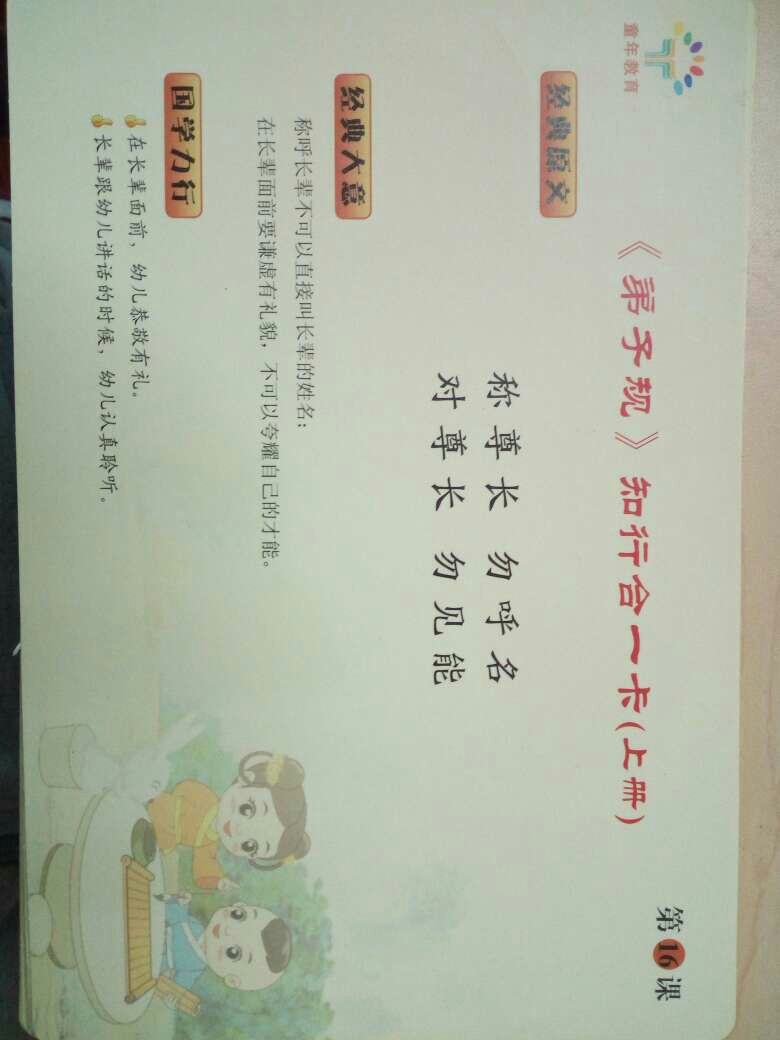 童年教育
《弟子规》知行合一卡(上册)
第16课
经典原文
称尊长 勿呼名
对尊长 勿见能
经典大意
称呼长辈不可以直接叫长辈的姓名；
在长辈面前要谦虚有礼貌，不可以夸耀自己的才能。
国学力行
在长辈面前，幼儿恭敬有礼。
长辈跟幼儿讲话的时候，幼儿认真聆听。